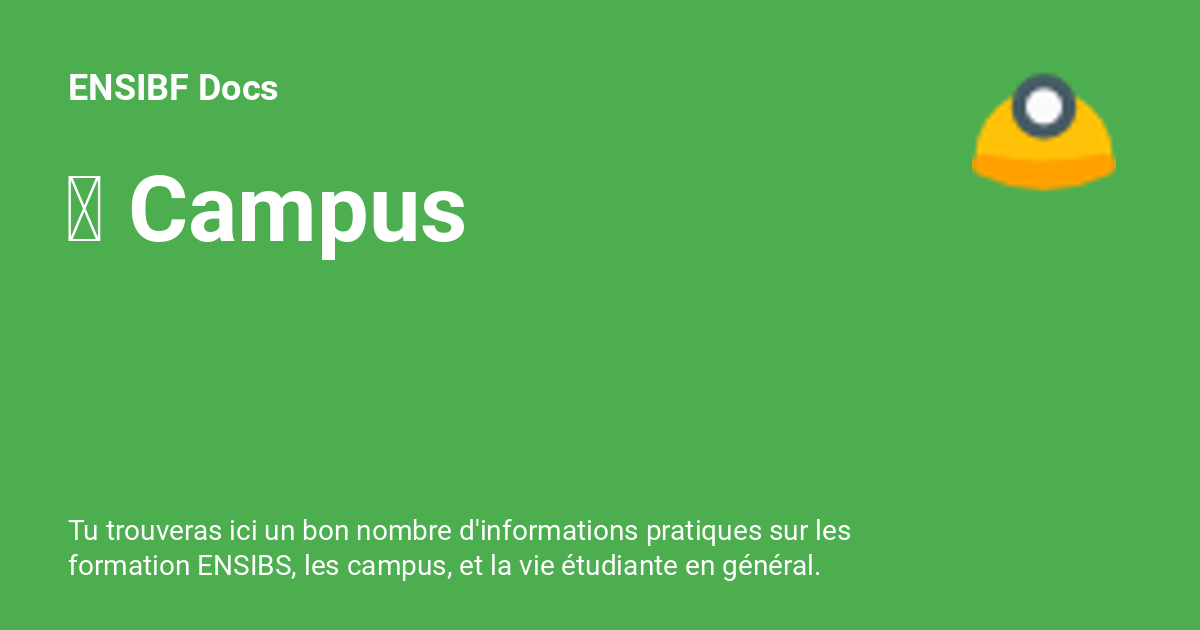 ENSIBF Docs
Campus
Tu trouveras ici un bon nombre d'informations pratiques sur les
formation ENSIBS, les campus, et la vie étudiante en général.